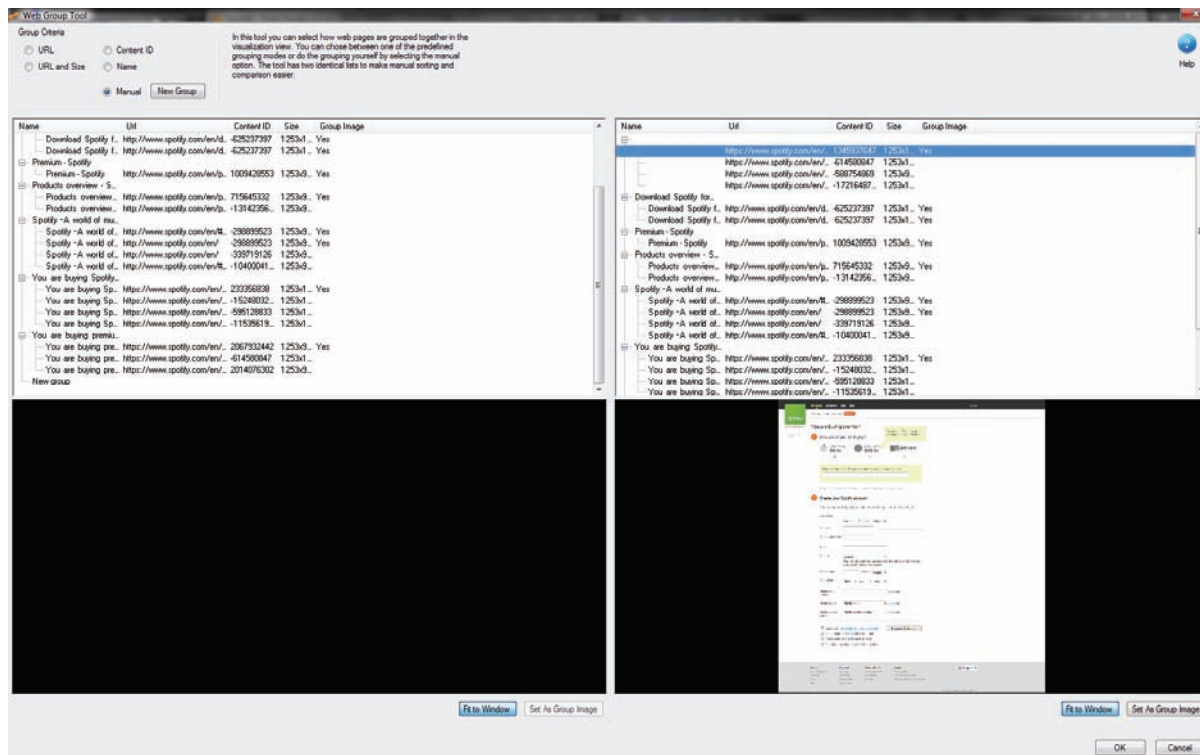 Web Group Tool
Group Criteria
URL
Content ID
URL and Size
Name
Manual
New Group
In this tool you can select how web pages are grouped together in the
visualization view. You can chose between one of the predefined
grouping modes or do the grouping yourself by selecting the manual
option. The tool has two identical lists to make manual sorting and
comparison easier.
Help
Name Url Content ID Size Group Image
Download Spotify f... http://www.spotify.com/en/d... -625237397 1253x1... Yes
Download Spotify f... http://www.spotify.com/en/d... -625237397 1253x1... Yes
Premium - Spotify
Premium - Spotify http://www.spotify.com/en/p... 1009428553 1253x9... Yes
Products overview - S...
Products overview... http://www.spotify.com/en/p... 715645332 1253x9... Yes
Products overview... http://www.spotify.com/en/p... -13142356... 1253x9...
Spotify - A world of mu...
Spotify - A world of... http://www.spotify.com/en/#... -298899523 1253x9... Yes
Spotify - A world of... http://www.spotify.com/en/ -298899523 1253x9... Yes
Spotify - A world of... http://www.spotify.com/en/ -339719126 1253x9...
Spotify - A world of... http://www.spotify.com/en/#... -10400041... 1253x9...
You are buying Spotify...
You are buying Sp... https://www.spotify.com/en/... 233356838 1253x1... Yes
You are buying Sp... https://www.spotify.com/en/... -15248032... 1253x1...
You are buying Sp... https://www.spotify.com/en/... -595128833 1253x1...
You are buying Sp... https://www.spotify.com/en/... -11535619... 1253x1...
You are buying premiu...
You are buying pre... https://www.spotify.com/en/... 2067932442 1253x9... Yes
You are buying pre... https://www.spotify.com/en/... -614580847 1253x1...
You are buying pre... https://www.spotify.com/en/... 2014076302 1253x9...
New group
Name Url Content ID Size Group Image
https://www.spotify.com/en/... 1345937647 1253x1... Yes
https://www.spotify.com/en/... -614580847 1253x1...
https://www.spotify.com/en/... -588754869 1253x9...
https://www.spotify.com/en/... -17216487... 1253x1...
Download Spotify for...
Download Spotify f... http://www.spotify.com/en/d... -625237397 1253x1... Yes
Download Spotify f... http://www.spotify.com/en/d... -625237397 1253x1... Yes
Premium - Spotify
Premium - Spotify http://www.spotify.com/en/p... 1009428553 1253x9... Yes
Products overview - S...
Products overview... http://www.spotify.com/en/p... 715645332 1253x9... Yes
Products overview... http://www.spotify.com/en/p... -13142356... 1253x9...
Spotify - A world of mu...
Spotify - A world of... http://www.spotify.com/en/#... -298899523 1253x9... Yes
Spotify - A world of... http://www.spotify.com/en/ -298899523 1253x9... Yes
Spotify - A world of... http://www.spotify.com/en/ -339719126 1253x9...
Spotify - A world of... http://www.spotify.com/en/#... -10400041... 1253x9...
You are buying Spotify...
You are buying Sp... https://www.spotify.com/en/... 233356838 1253x1... Yes
You are buying Sp... https://www.spotify.com/en/... -15248032... 1253x1...
You are buying Sp... https://www.spotify.com/en/... -595128833 1253x1...
You are buying Sp... https://www.spotify.com/en/... -11535619... 1253x1...
Fit to Window
Set As Group Image
Fit to Window
Set As Group Image
OK
Cancel